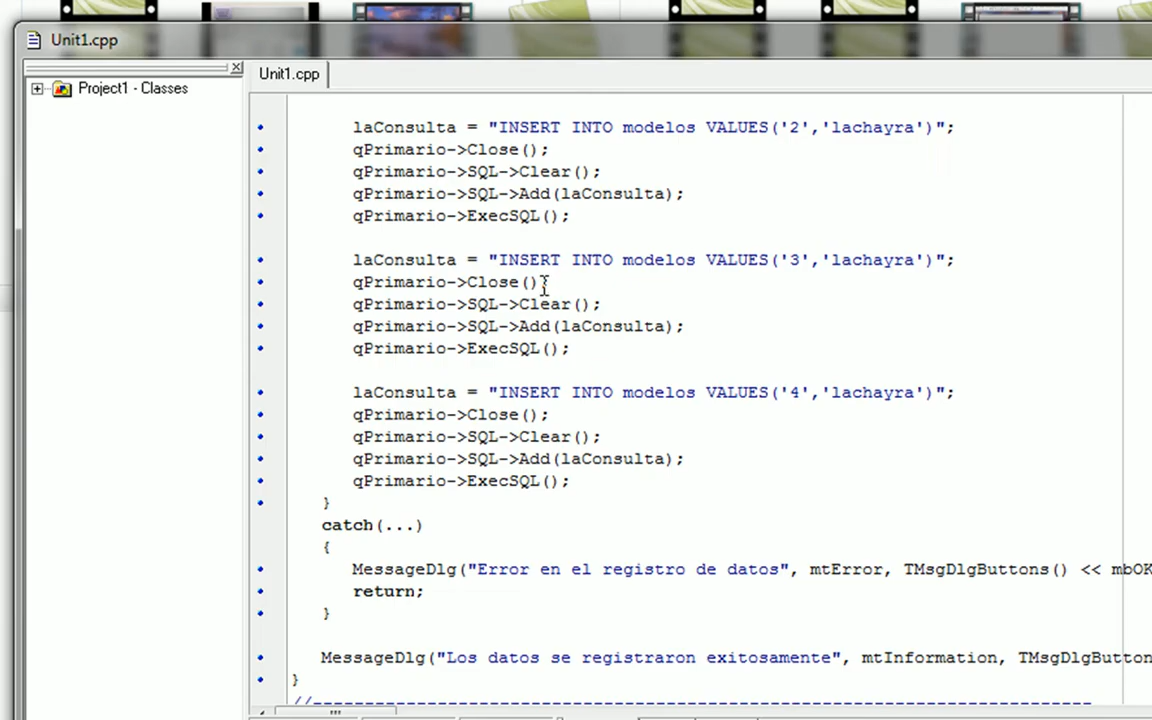 Unit1.cpp
Project1 - Classes
Unit1.cpp
laConsulta = "INSERT INTO modelos VALUES('2','lachayra')";
qPrimario->Close();
qPrimario->SQL->Clear();
qPrimario->SQL->Add(laConsulta);
qPrimario->ExecSQL();
laConsulta = "INSERT INTO modelos VALUES('3','lachayra')";
qPrimario->Close();
qPrimario->SQL->Clear();
qPrimario->SQL->Add(laConsulta);
qPrimario->ExecSQL();
laConsulta = "INSERT INTO modelos VALUES('4','lachayra')";
qPrimario->Close();
qPrimario->SQL->Clear();
qPrimario->SQL->Add(laConsulta);
qPrimario->ExecSQL();
}
catch(...)
{
MessageDlg("Error en el registro de datos", mtError, TMsgDlgButtons() << mbOK
return;
}
MessageDlg("Los datos se registraron exitosamente", mtInformation, TMsgDlgButton
}
//---------------------------------------------------------------------------